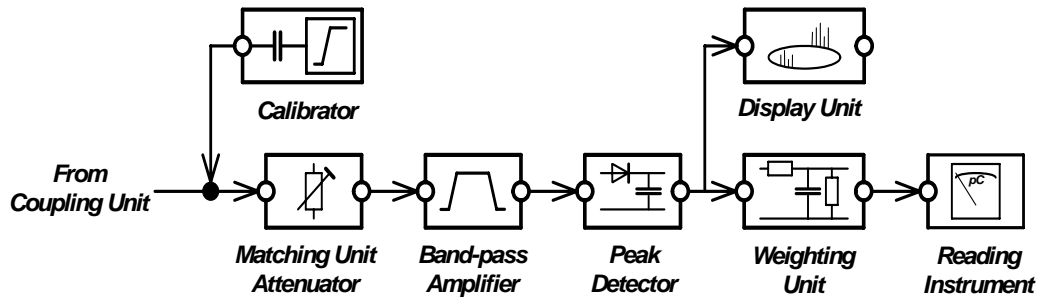 Calibrator
Display Unit
From
Coupling Unit
pC
Matching Unit
Attenuator
Band-pass
Amplifier
Peak
Detector
Weighting
Unit
Reading
Instrument